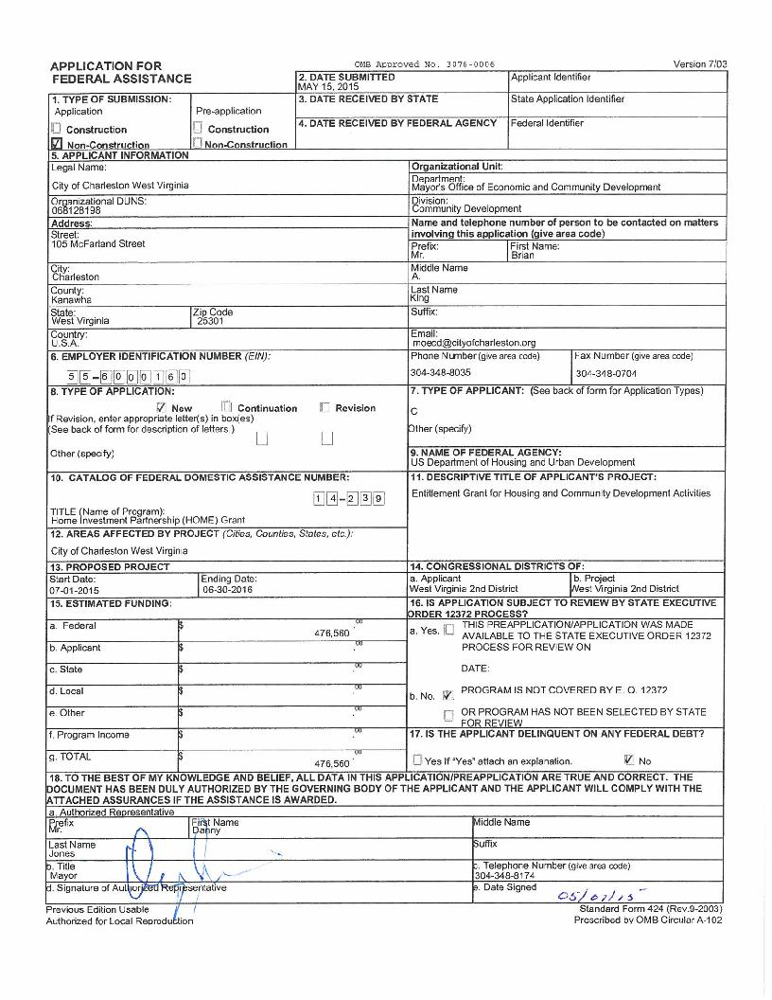 OMB Approved No. 3076-0006
Version 7/03
APPLICATION FOR
FEDERAL ASSISTANCE
2. DATE SUBMITTED
MAY 15, 2015
Applicant Identifier
1. TYPE OF SUBMISSION:
Application
Pre-application
3. DATE RECEIVED BY STATE
State Application Identifier
Construction
Construction
4. DATE RECEIVED BY FEDERAL AGENCY
Federal Identifier
Non-Construction
Non-Construction
5. APPLICANT INFORMATION
Legal Name:
City of Charleston West Virginia
Organizational Unit:
Department:
Mayor's Office of Economic and Community Development
Organizational DUNS:
068128198
Division:
Community Development
Address:
Street:
105 McFarland Street
Name and telephone number of person to be contacted on matters
involving this application (give area code)
Prefix:
Mr.
First Name:
Brian
City:
Charleston
Middle Name
A.
County:
Kanawha
Last Name
King
State:
West Virginia
Zip Code
25301
Suffix:
Country:
U.S.A.
Email:
moecd@cityofcharleston.org
6. EMPLOYER IDENTIFICATION NUMBER (EIN):
55-6000160
Phone Number (give area code)
304-348-8035
Fax Number (give area code)
304-348-0704
8. TYPE OF APPLICATION:
New
Continuation
Revision
If Revision, enter appropriate letter(s) in box(es)
(See back of form for description of letters.)
Other (specify)
7. TYPE OF APPLICANT: (See back of form for Application Types)
C
Other (specify)
9. NAME OF FEDERAL AGENCY:
US Department of Housing and Urban Development
10. CATALOG OF FEDERAL DOMESTIC ASSISTANCE NUMBER:
14-239
TITLE (Name of Program):
Home Investment Partnership (HOME) Grant
11. DESCRIPTIVE TITLE OF APPLICANT'S PROJECT:
Entitlement Grant for Housing and Community Development Activities
12. AREAS AFFECTED BY PROJECT (Cities, Counties, States, etc.):
City of Charleston West Virginia
13. PROPOSED PROJECT
Start Date:
07-01-2015
Ending Date:
06-30-2016
14. CONGRESSIONAL DISTRICTS OF:
a. Applicant
West Virginia 2nd District
b. Project
West Virginia 2nd District
15. ESTIMATED FUNDING:
16. IS APPLICATION SUBJECT TO REVIEW BY STATE EXECUTIVE
ORDER 12372 PROCESS?
a. Federal $ 476,560 .00
b. Applicant $ .00
c. State $
d. Local $ .00
e. Other $ .00
f. Program Income $ .00
g. TOTAL $ 476,560 .00
a. Yes.
THIS PREAPPLICATION/APPLICATION WAS MADE
AVAILABLE TO THE STATE EXECUTIVE ORDER 12372
PROCESS FOR REVIEW ON
DATE:
b. No.
PROGRAM IS NOT COVERED BY E. O. 12372
OR PROGRAM HAS NOT BEEN SELECTED BY STATE
FOR REVIEW
17. IS THE APPLICANT DELINQUENT ON ANY FEDERAL DEBT?
Yes If "Yes" attach an explanation.
No
18. TO THE BEST OF MY KNOWLEDGE AND BELIEF, ALL DATA IN THIS APPLICATION/PREAPPLICATION ARE TRUE AND CORRECT. THE
DOCUMENT HAS BEEN DULY AUTHORIZED BY THE GOVERNING BODY OF THE APPLICANT AND THE APPLICANT WILL COMPLY WITH THE
ATTACHED ASSURANCES IF THE ASSISTANCE IS AWARDED.
a. Authorized Representative
Prefix
Mr.
First Name
Danny
Middle Name
Last Name
Jones
Suffix
b. Title
Mayor
c. Telephone Number (give area code)
304-348-8174
d. Signature of Authorized Representative
e. Date Signed
05/07/15
Previous Edition Usable
Authorized for Local Reproduction
Standard Form 424 (Rev.9-2003)
Prescribed by OMB Circular A-102